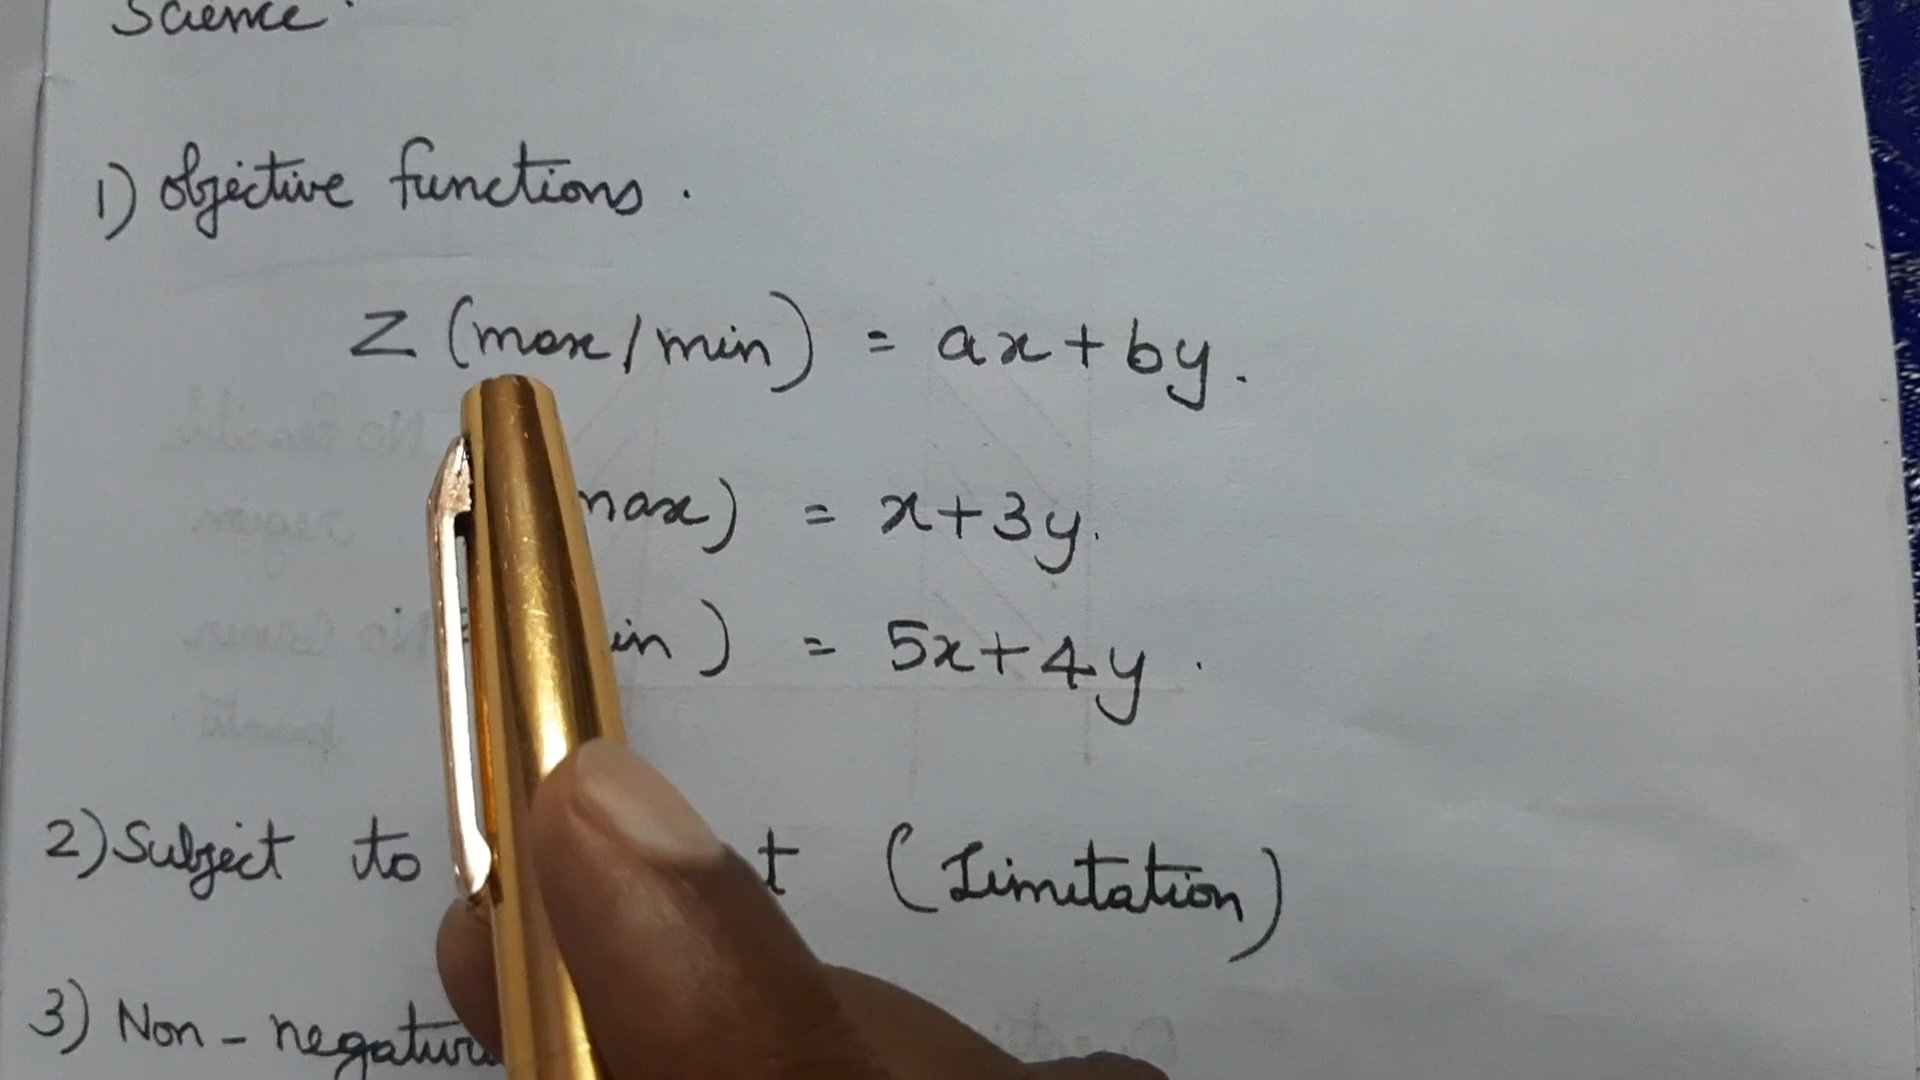 Science.
1) Objective functions.
Z (max/min) = ax + by.
max) = x+3y.
in) = 5x+4y.
2) Subject to t (Limitation)
3) Non-negative